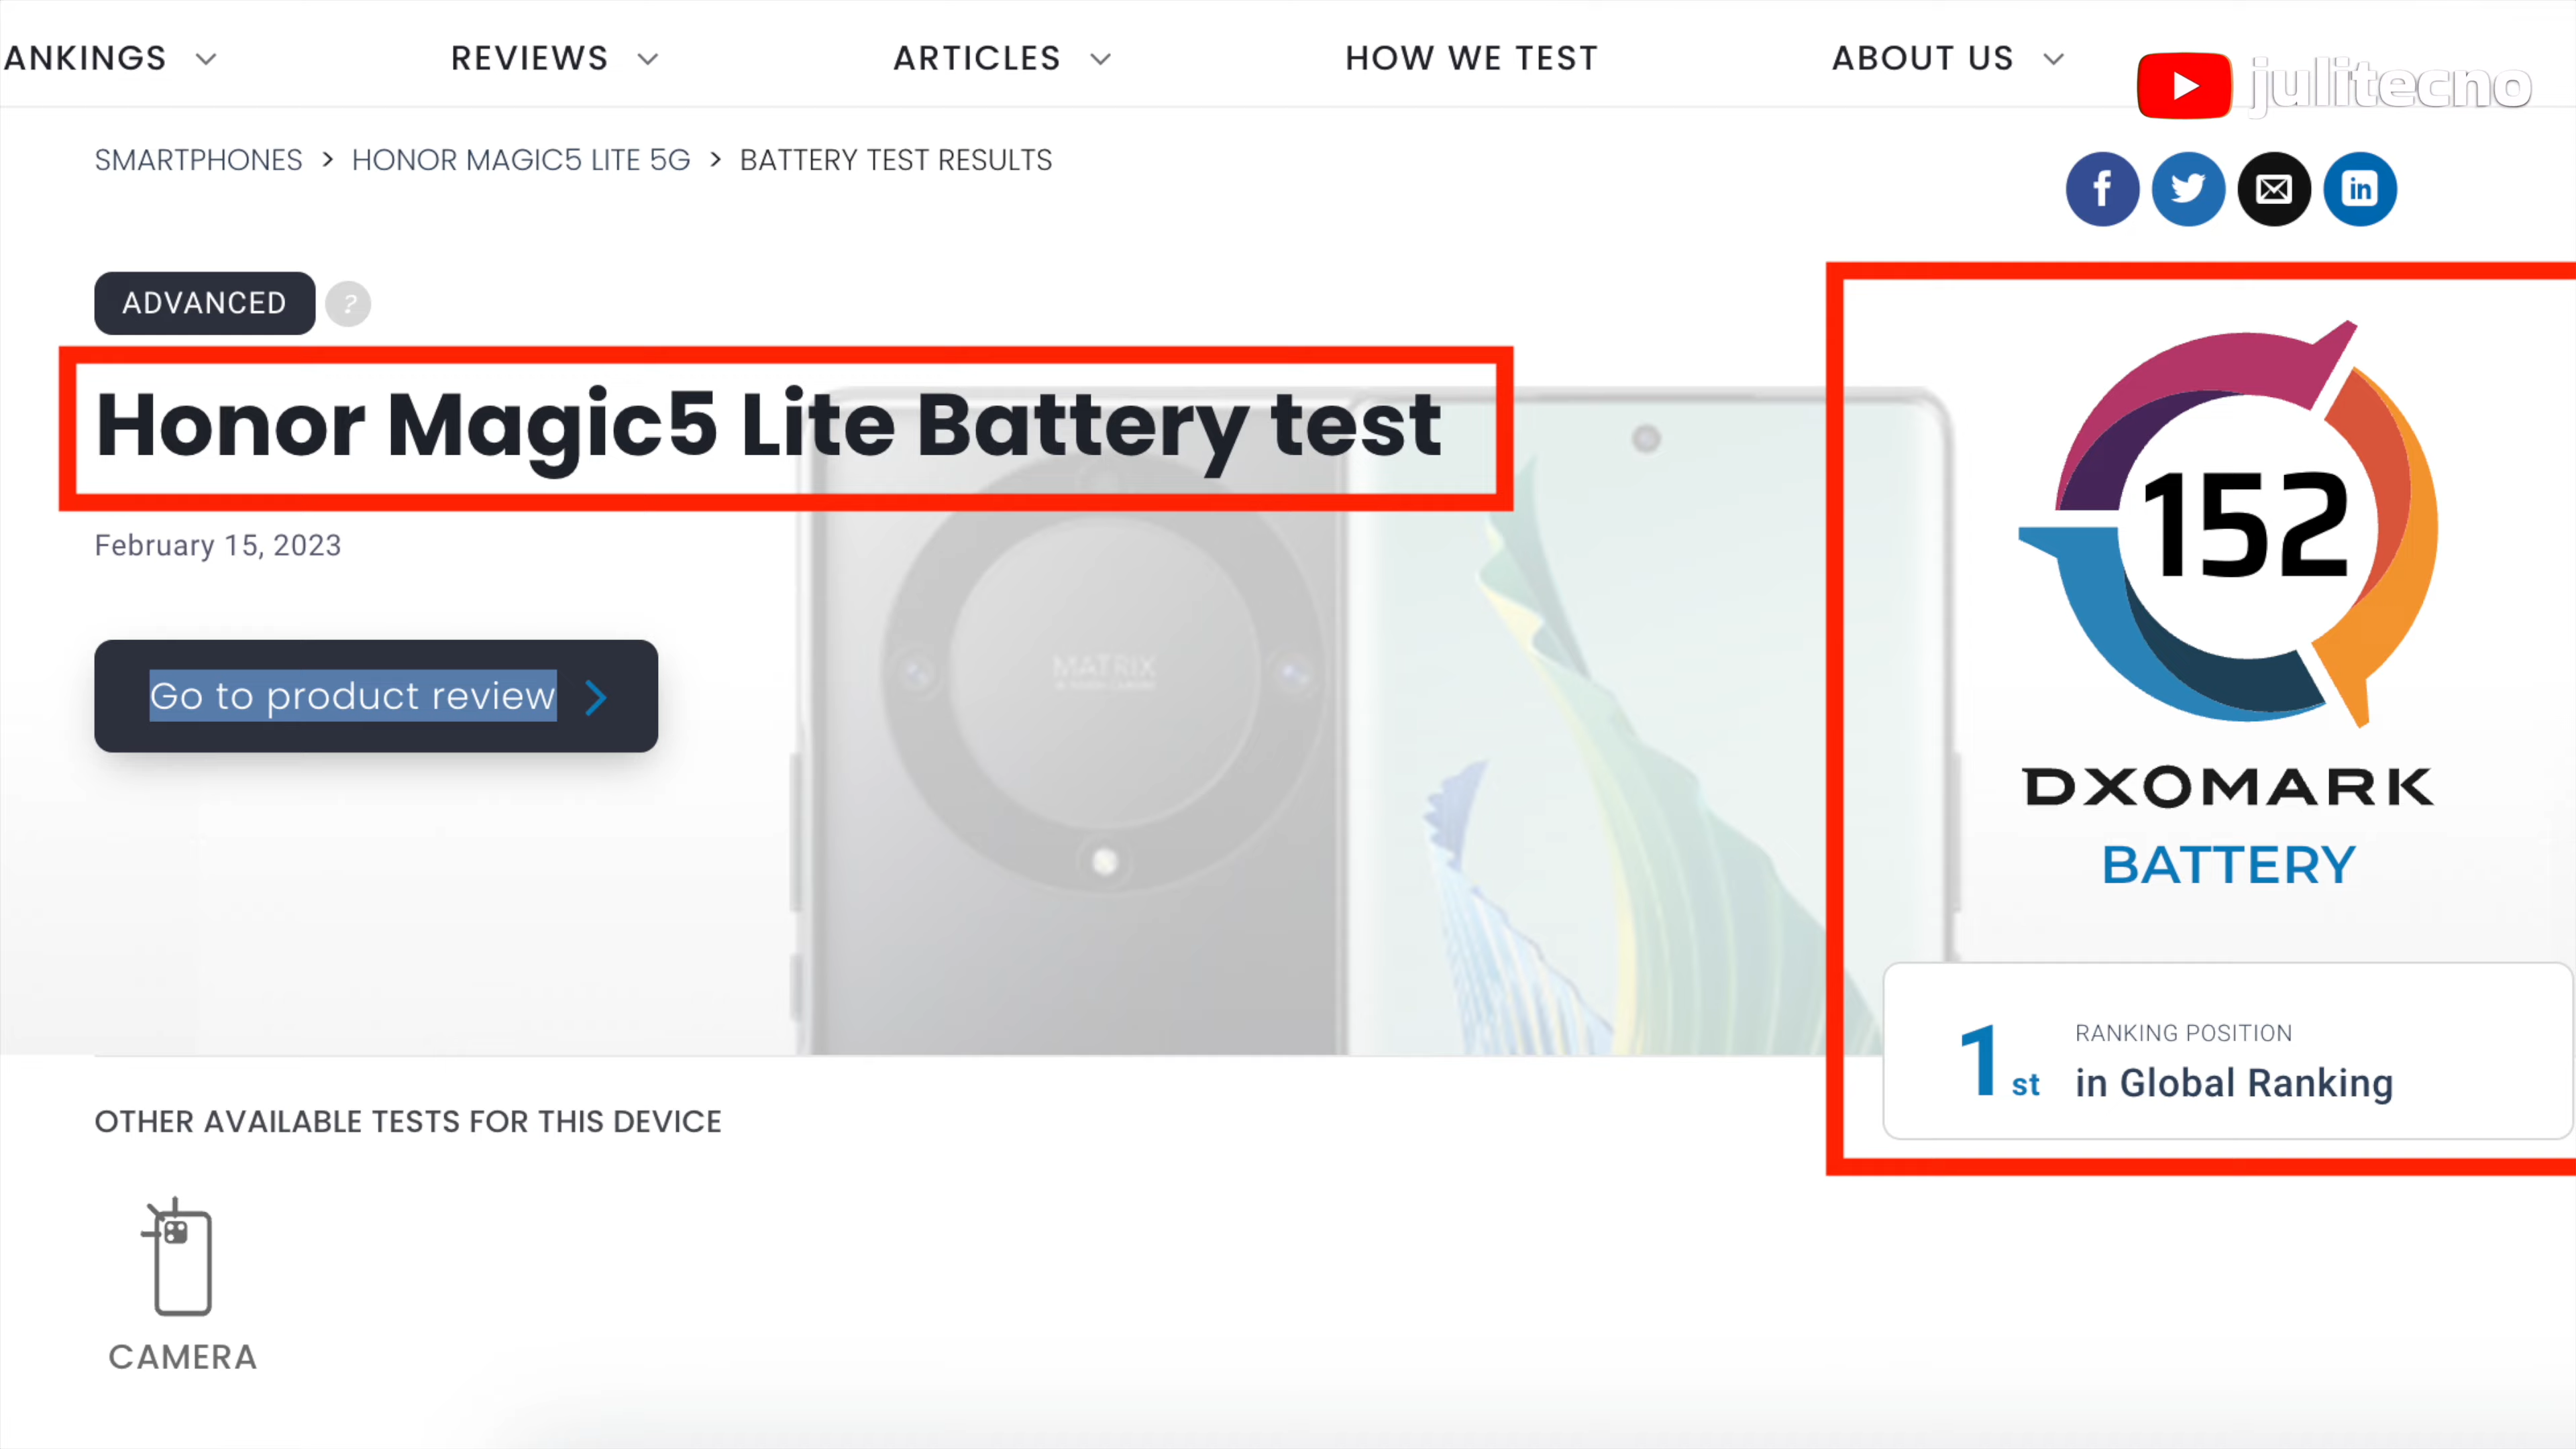 ANKINGS REVIEWS ARTICLES HOW WE TEST ABOUT US
julitecno
SMARTPHONES > HONOR MAGIC5 LITE 5G > BATTERY TEST RESULTS
ADVANCED ?
Honor Magic5 Lite Battery test
February 15, 2023
Go to product review
MATRIX
152
DXOMARK
BATTERY
1st
RANKING POSITION
in Global Ranking
OTHER AVAILABLE TESTS FOR THIS DEVICE
CAMERA